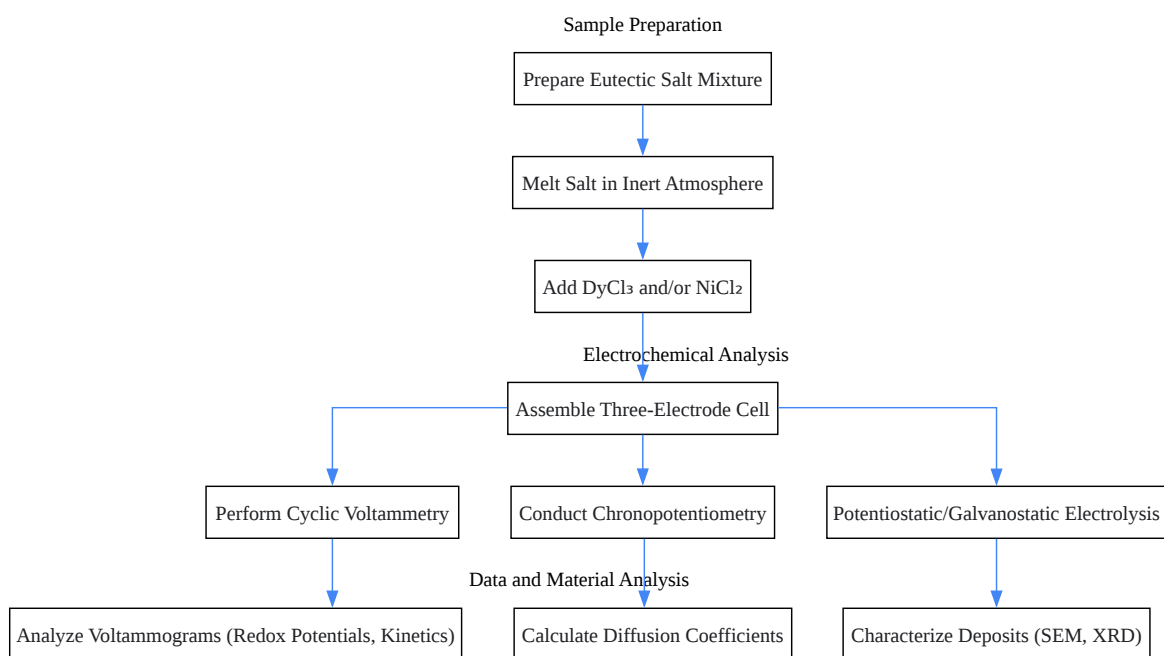 Sample Preparation
Prepare Eutectic Salt Mixture
Melt Salt in Inert Atmosphere
Add DyCl₃ and/or NiCl₂
Electrochemical Analysis
Assemble Three-Electrode Cell
Perform Cyclic Voltammetry
Conduct Chronopotentiometry
Potentiostatic/Galvanostatic Electrolysis
Data and Material Analysis
Analyze Voltammograms (Redox Potentials, Kinetics)
Calculate Diffusion Coefficients
Characterize Deposits (SEM, XRD)